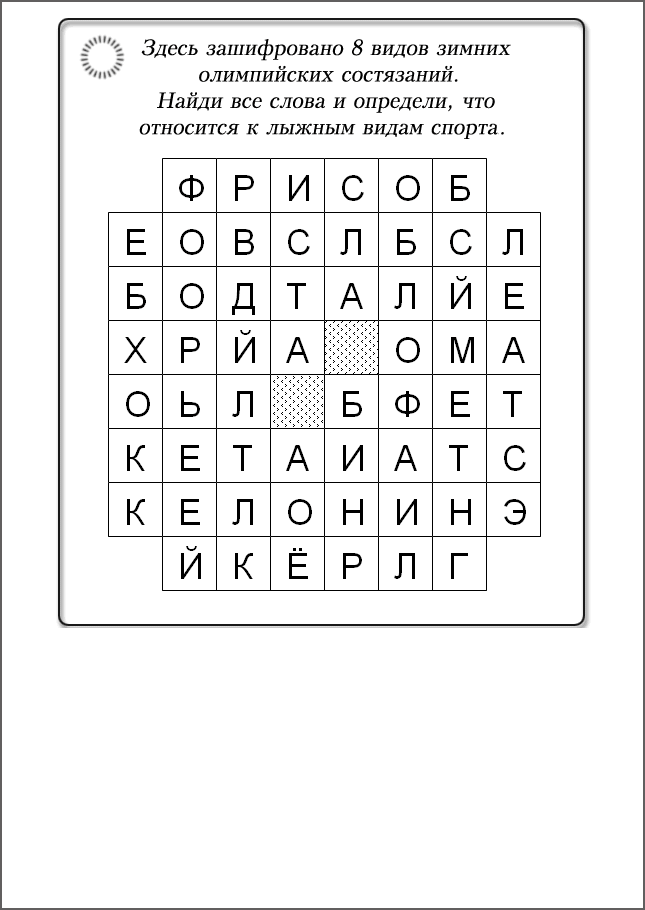 Здесь зашифровано 8 видов зимних
олимпийских состязаний.
Найди все слова и определи, что
относится к лыжным видам спорта.
Ф Р И С О Б
Е О В С Л Б С Л
Б О Д Т А Л Й Е
Х Р Й А О М А
О Ь Л Б Ф Е Т
К Е Т А И А Т С
К Е Л О Н И Н Э
Й К Ё Р Л Г